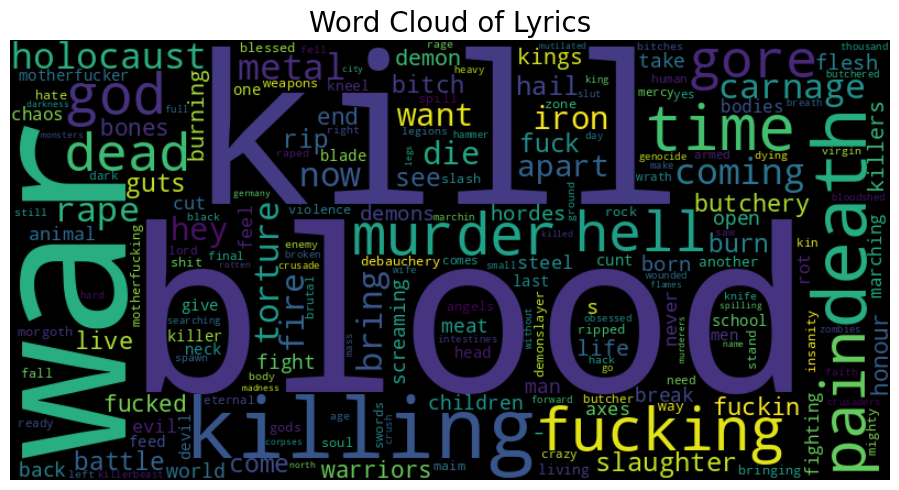 Word Cloud of Lyrics
holocaust
motherfucker
hate
chaos
god
bones
dead
guts
rape
burning
blessed
fell
rage
metal
one
weapons
city
kneel
spill
demon
bitch
heavy
mutilated
bitches
kings
hail
slut
king
zone
take
human
mercy
yes
gore
thousand
flesh
butchered
carnage
breath
bodies
darkness
full
monsters
dark
rip
end
now
right
raped
blade
legions
hammer
want
die
see
slash
legs
iron
fuck
apart
day
ground
genocide
make
wrath
time
armed
dying
coming
virgin
bloodshed
killers
kill
war
death
pain
still
cut
animal
germany
black
lord
shit
final
rotten
hey
feel
violence
demons
hordes
murder
hell
rock
butchery
open
burn
saw
kin
rot
marching
honour
motherfucking
hard
morgoth
live
fall
ready
torture
enemy
broken
crusade
fire
brutal
debauchery
comes
wife
killed
marchin
small
steel
cunt
born
last
wounded
flames
another
never
blood
give
searching
killer
spawn
neck
fight
body
madness
mass
bring
screaming
angels
meat
intestines
head
without
demonslayer
s
obsessed
ripped
hack
go
life
murderers
men
school
knife
spilling
name
stand
insanity
zombies
faith
crusaders
mighty
fighting
fucked
evil
feed
devil
battle
back
left
killerbeast
world
come
killing
eternal
gods
corpses
north
age
soul
swords
crush
children
warriors
maim
forward
man
-
butcher
crazy
living
axes
way
fucking
need
break
fuckin
slaughter
bringing